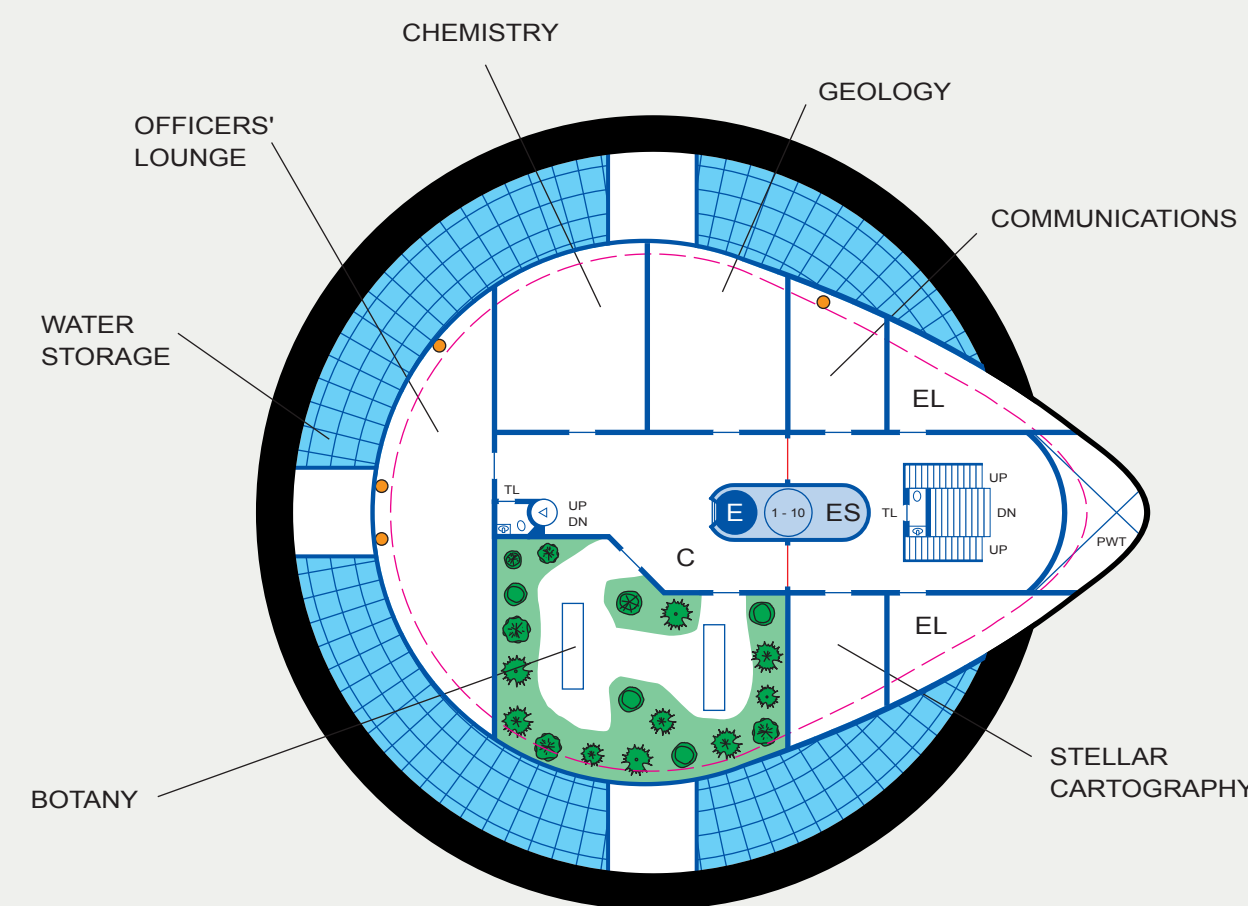 CHEMISTRY
GEOLOGY
OFFICERS'
LOUNGE
COMMUNICATIONS
WATER
STORAGE
EL
UP
TL
UP
DN
E
1 - 10
ES
TL
DN
UP
PWT
C
EL
STELLAR
CARTOGRAPHY
BOTANY